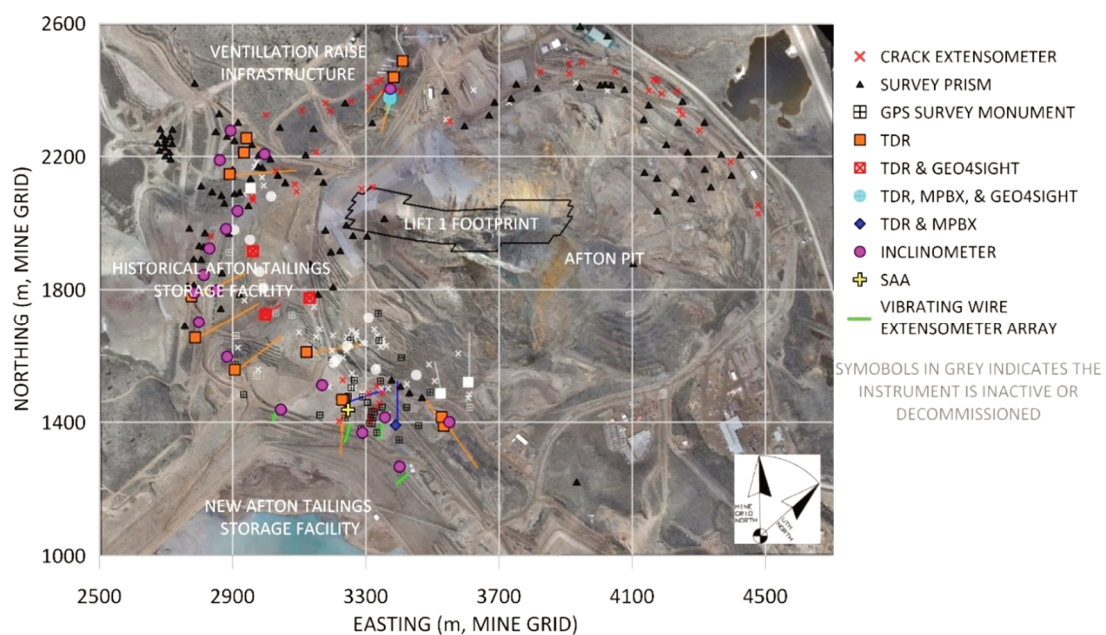 2600
2200
1800
1400
1000
NORTHING (m, MINE GRID)
2500
2900
3300
3700
4100
4500
EASTING (m, MINE GRID)
VENTILLATION RAISE
INFRASTRUCTURE
LIFT 1 FOOTPRINT
AFTON PIT
HISTORICAL AFTON TAILINGS
STORAGE FACILITY
NEW AFTON TAILINGS
STORAGE FACILITY
MINE
GRID
NORTH
NORTH
CRACK EXTENSOMETER
SURVEY PRISM
GPS SURVEY MONUMENT
TDR
TDR & GEO4SIGHT
TDR, MPBX, & GEO4SIGHT
TDR & MPBX
INCLINOMETER
SAA
VIBRATING WIRE
EXTENSOMETER ARRAY
SYMOBOLS IN GREY INDICATES THE
INSTRUMENT IS INACTIVE OR
DECOMMISSIONED